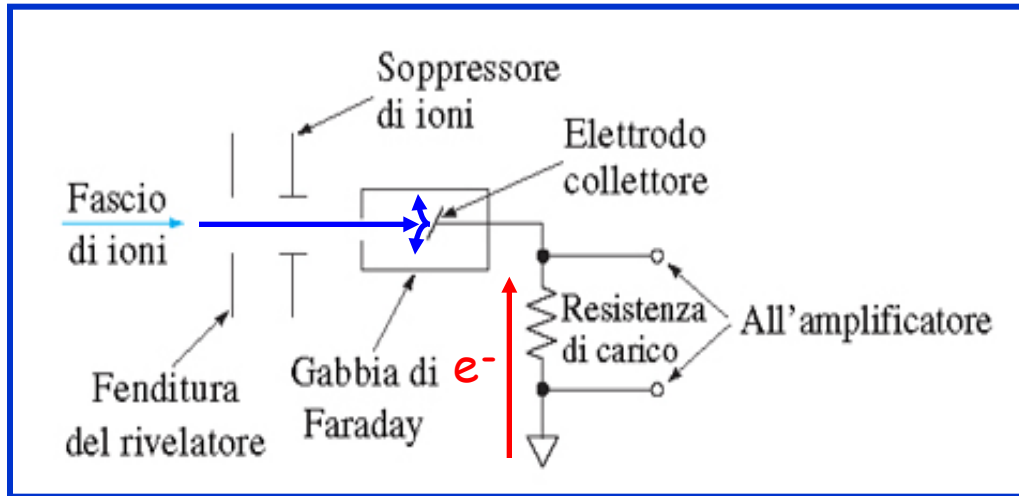 Soppressore
di ioni
Elettrodo
collettore
Fascio
di ioni
Resistenza
di carico
All'amplificatore
e-
Gabbia di
Faraday
Fenditura
del rivelatore